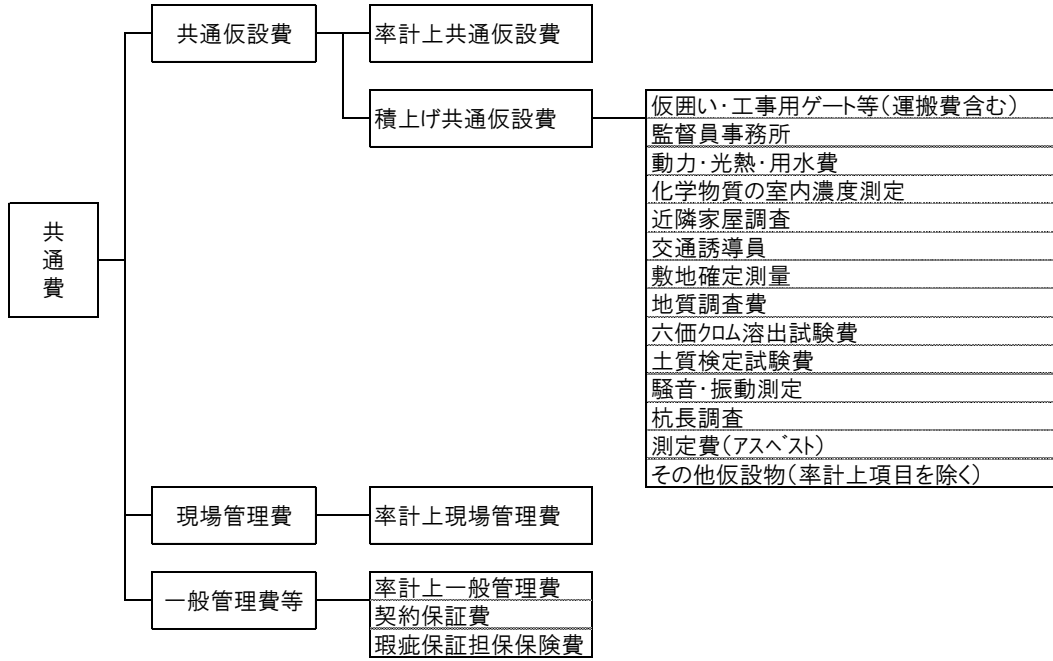 共通費
共通仮設費
率計上共通仮設費
積上げ共通仮設費
仮囲い・工事用ゲート等(運搬費含む)
監督員事務所
動力・光熱・用水費
化学物質の室内濃度測定
近隣家屋調査
交通誘導員
敷地確定測量
地質調査費
六価クロム溶出試験費
土質検定試験費
騒音・振動測定
杭長調査
測定費(アスベスト)
その他仮設物(率計上項目を除く)
現場管理費
率計上現場管理費
一般管理費等
率計上一般管理費
契約保証費
瑕疵保証担保保険費